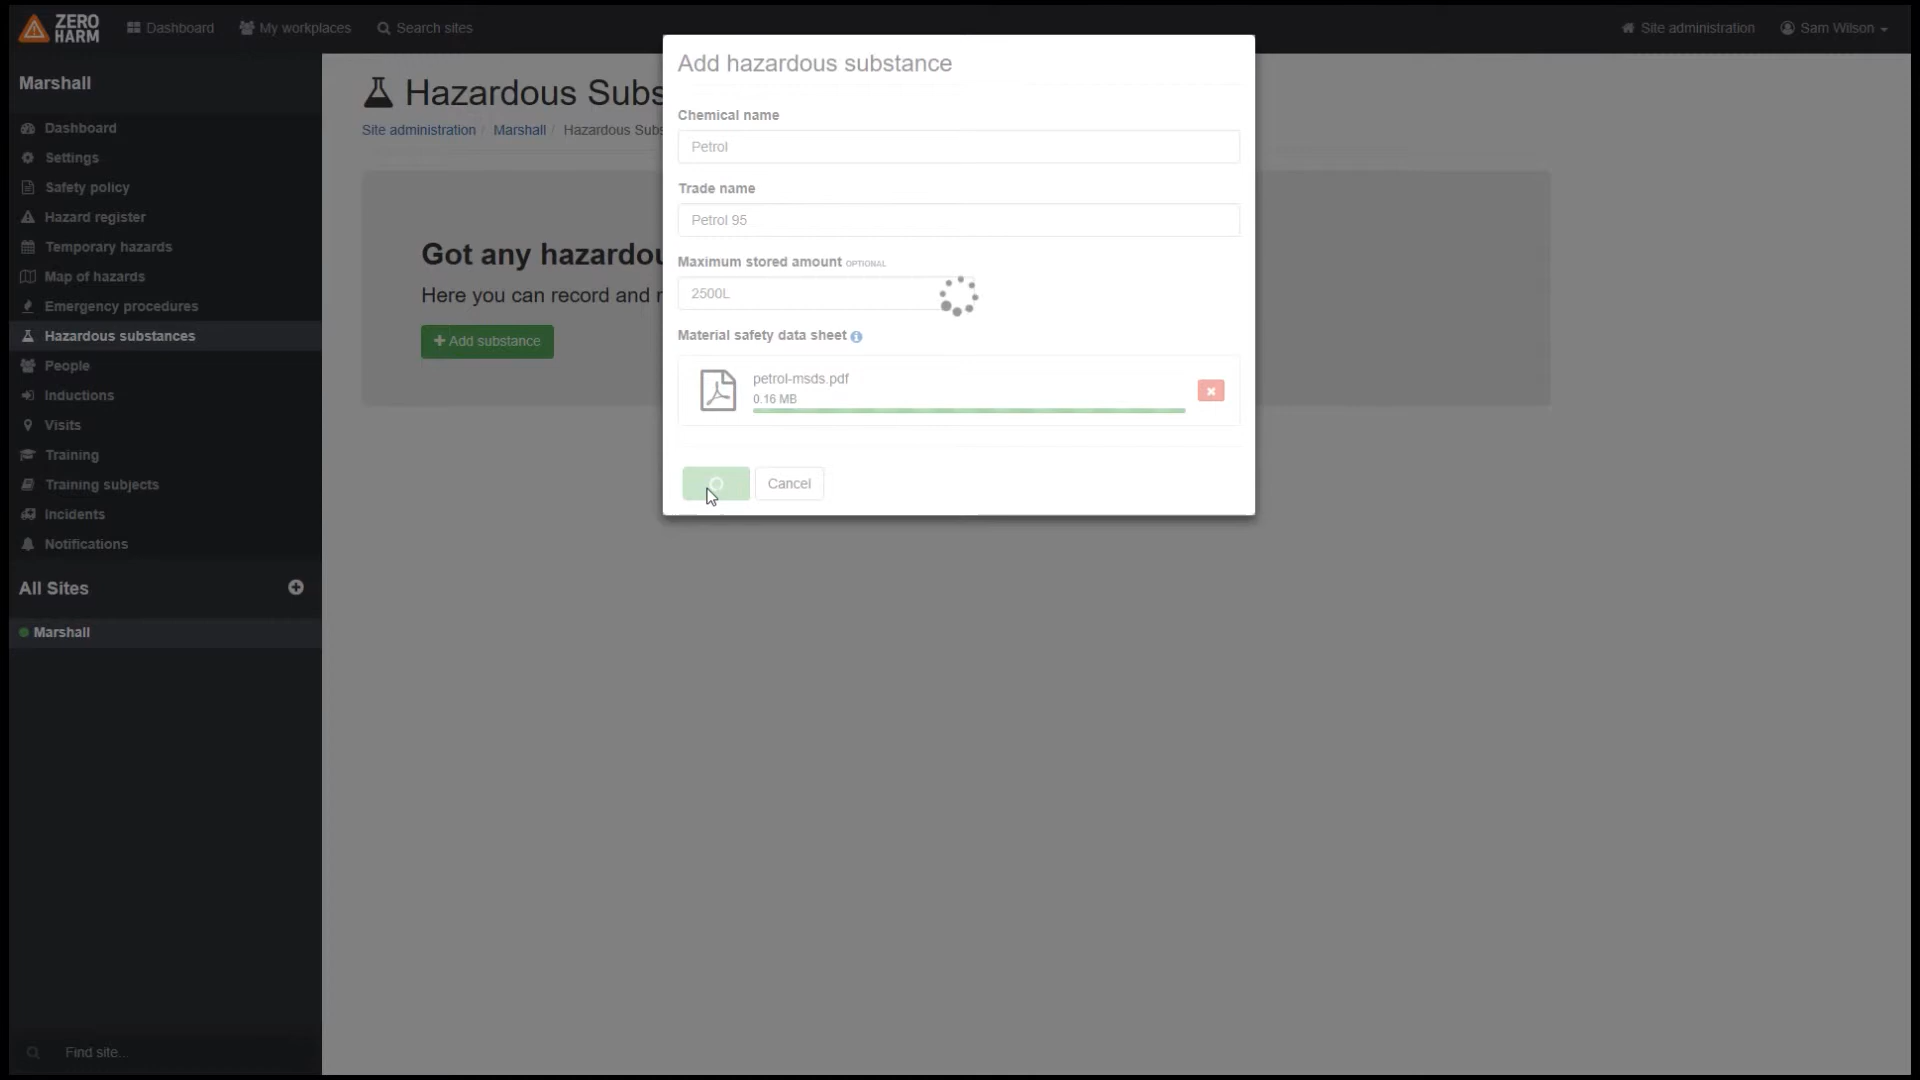 ZERO
HARM
Dashboard
My workplaces
Search sites
Site administration
Sam Wilson
Marshall
Dashboard
Settings
Safety policy
Hazard register
Temporary hazards
Map of hazards
Emergency procedures
Hazardous substances
People
Inductions
Visits
Training
Training subjects
Incidents
Notifications
All Sites
Marshall
Find site...
Hazardous Subs
Site administration / Marshall / Hazardous Subs
Got any hazardou
Here you can record and
Add substance
Add hazardous substance
Chemical name
Petrol
Trade name
Petrol 95
Maximum stored amount OPTIONAL
2500L
Material safety data sheet
petrol-msds.pdf
0.16 MB
Cancel